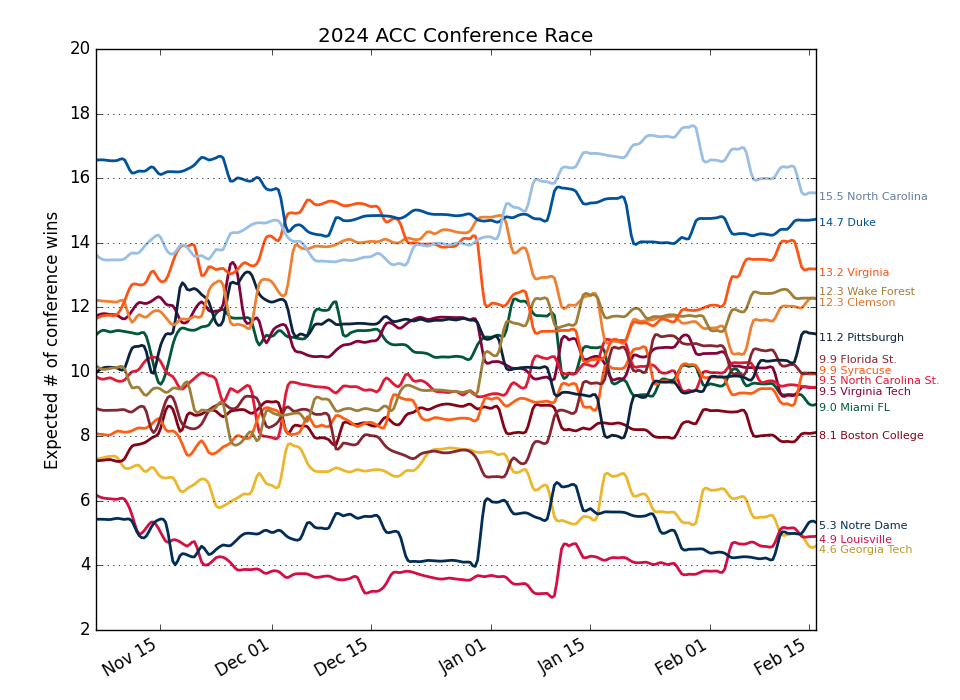 2024 ACC Conference Race
Expected # of conference wins
20
18
16
14
12
10
8
6
4
2
15.5 North Carolina
14.7 Duke
13.2 Virginia
12.3 Wake Forest
12.3 Clemson
11.2 Pittsburgh
9.9 Florida St.
9.9 Syracuse
9.5 North Carolina St.
9.5 Virginia Tech
9.0 Miami FL
8.1 Boston College
5.3 Notre Dame
4.9 Louisville
4.6 Georgia Tech
Nov 15
Dec 01
Dec 15
Jan 01
Jan 15
Feb 01
Feb 15